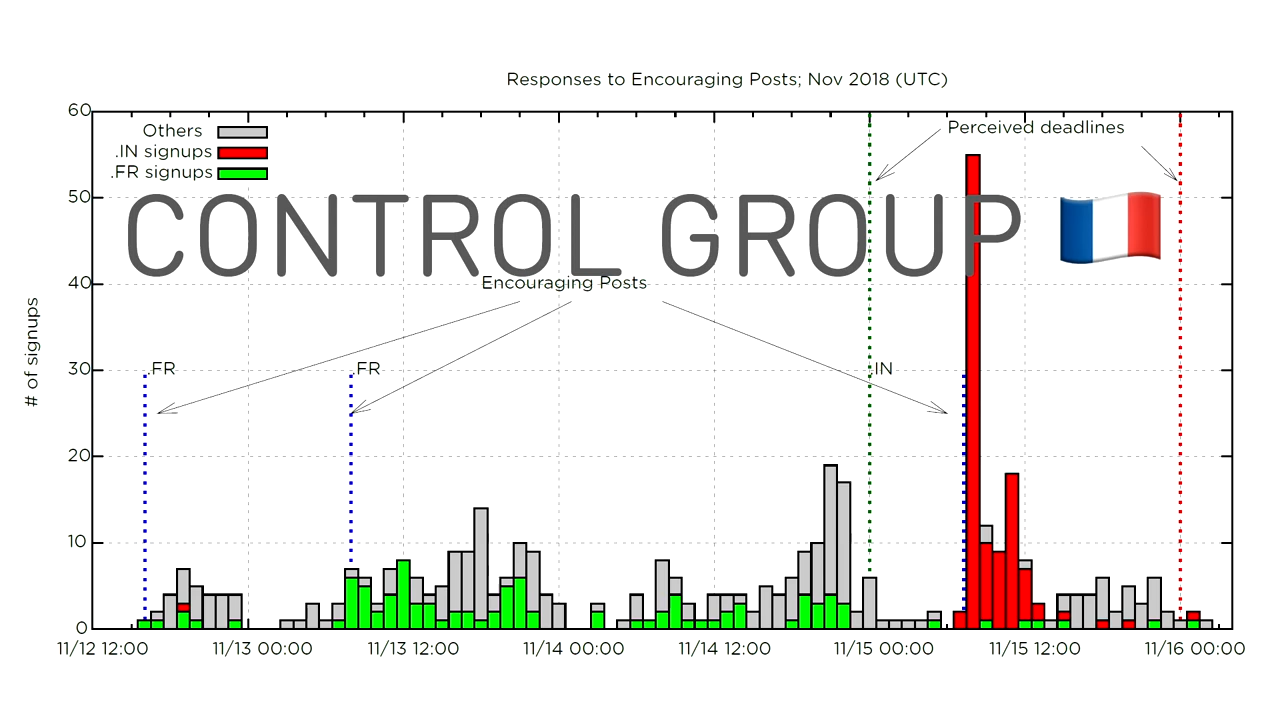 Responses to Encouraging Posts; Nov 2018 (UTC)
60
Others
Perceived deadlines
.IN signups
.FR signups
50
CONTROL GROUP
40
Encouraging Posts
# of signups
30
.FR
.FR
.IN
20
10
0
11/12 12:00 11/13 00:00 11/13 12:00 11/14 00:00 11/14 12:00 11/15 00:00 11/15 12:00 11/16 00:00